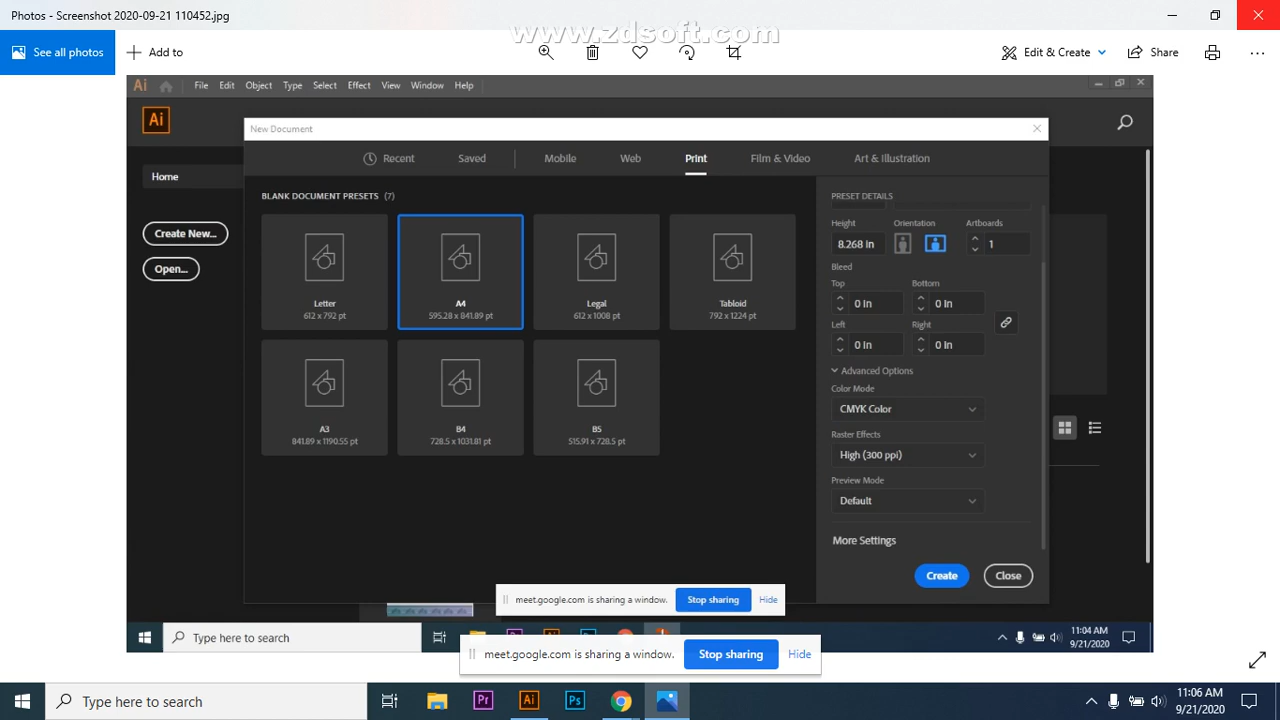 Photos - Screenshot 2020-09-21 110452.jpg
www.zdsoft.com
See all photos
Add to
Edit & Create
Share
Ai
File Edit Object Type Select Effect View Window Help
Ai
New Document
Recent Saved Mobile Web Print Film & Video Art & Illustration
Home
Create New...
Open...
BLANK DOCUMENT PRESETS (7)
Letter
612 x 792 pt
A4
595.28 x 841.89 pt
Legal
612 x 1008 pt
Tabloid
792 x 1224 pt
A3
841.89 x 1190.55 pt
B4
728.5 x 1031.81 pt
B5
515.91 x 728.5 pt
PRESET DETAILS
Height Orientation Artboards
8.268 in 1
Bleed
Top Bottom
0 in 0 in
Left Right
0 in 0 in
Advanced Options
Color Mode
CMYK Color
Raster Effects
High (300 ppi)
Preview Mode
Default
More Settings
Create Close
meet.google.com is sharing a window. Stop sharing Hide
Type here to search
11:04 AM
9/21/2020
meet.google.com is sharing a window. Stop sharing Hide
Type here to search
Pr Ai Ps
11:06 AM
9/21/2020